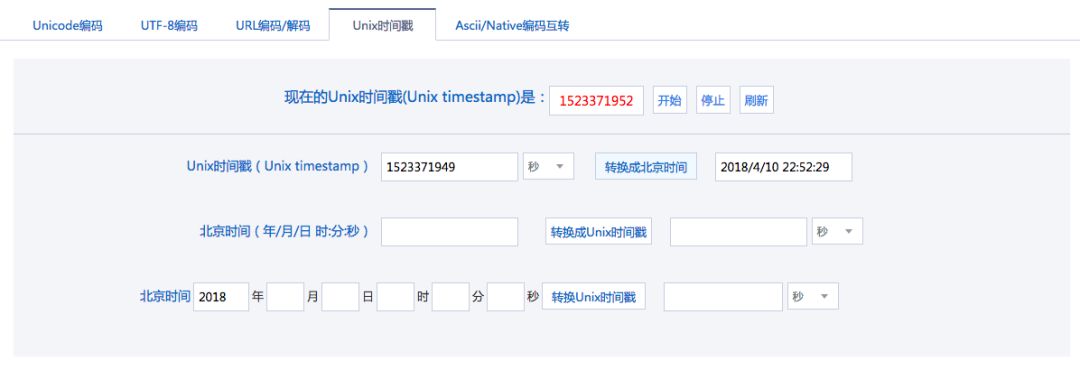 Unicode编码 UTF-8编码 URL编码/解码 Unix时间戳 Ascii/Native编码互转
现在的Unix时间戳(Unix timestamp)是： 1523371952 开始 停止 刷新
Unix时间戳（Unix timestamp） 1523371949 秒 转换成北京时间 2018/4/10 22:52:29
北京时间（年/月/日 时:分:秒） 转换成Unix时间戳 秒
北京时间 2018 年 月 日 时 分 秒 转换Unix时间戳 秒